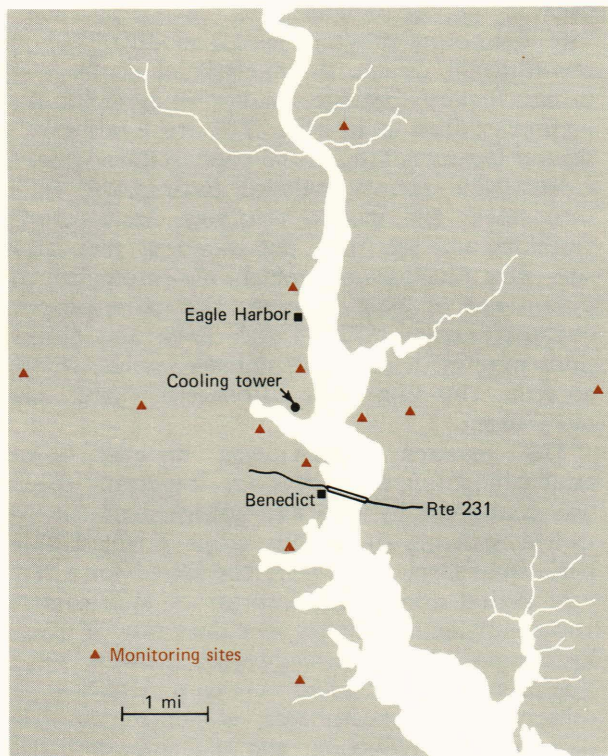 Eagle Harbor
Cooling tower
Benedict
Rte 231
Monitoring sites
1 mi